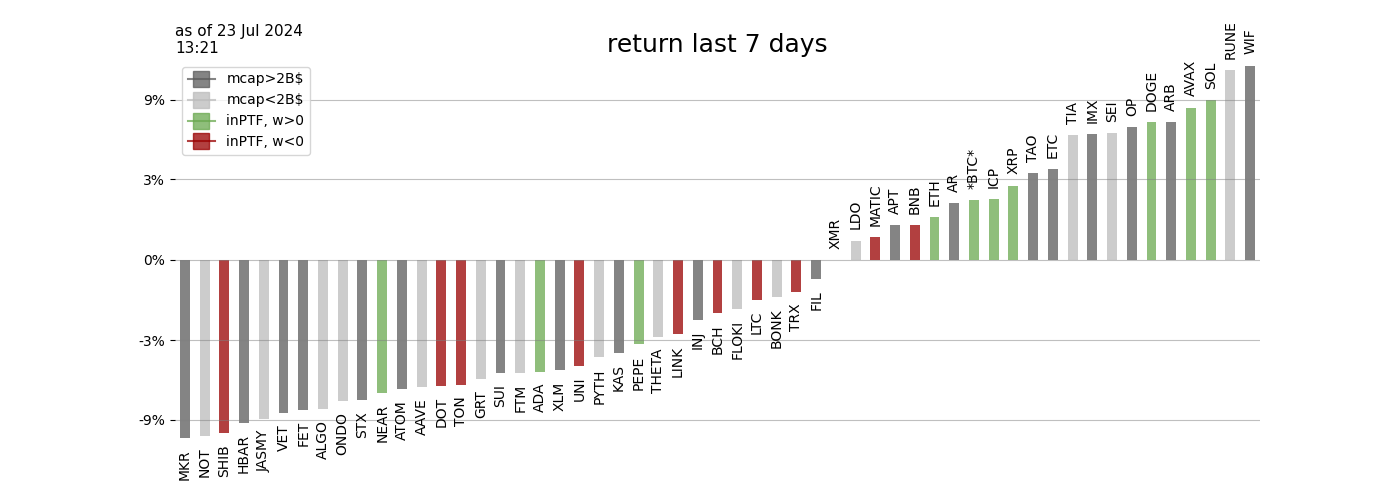 as of 23 Jul 2024
13:21
return last 7 days
mcap>2B$
mcap<2B$
inPTF, w>0
inPTF, w<0
9%
3%
0%
-3%
-9%
MKR
NOT
SHIB
HBAR
JASMY
VET
FET
ALGO
ONDO
STX
NEAR
ATOM
AAVE
DOT
TON
GRT
SUI
FTM
ADA
XLM
UNI
PYTH
KAS
PEPE
THETA
LINK
INJ
BCH
FLOKI
LTC
BONK
TRX
FIL
XMR
LDO
MATIC
APT
BNB
ETH
AR
*BTC*
ICP
XRP
TAO
ETC
TIA
IMX
SEI
OP
DOGE
ARB
AVAX
SOL
RUNE
WIF